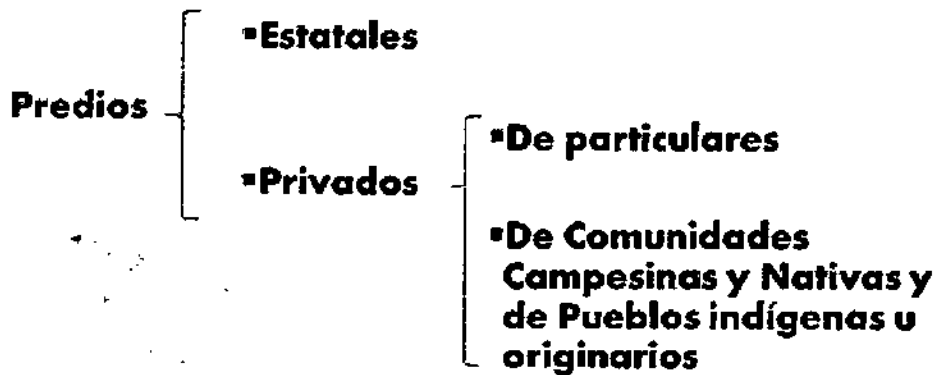 ▪Estatales
Predios
▪Privados
▪De particulares
▪De Comunidades
Campesinas y Nativas y
de Pueblos indígenas u
originarios